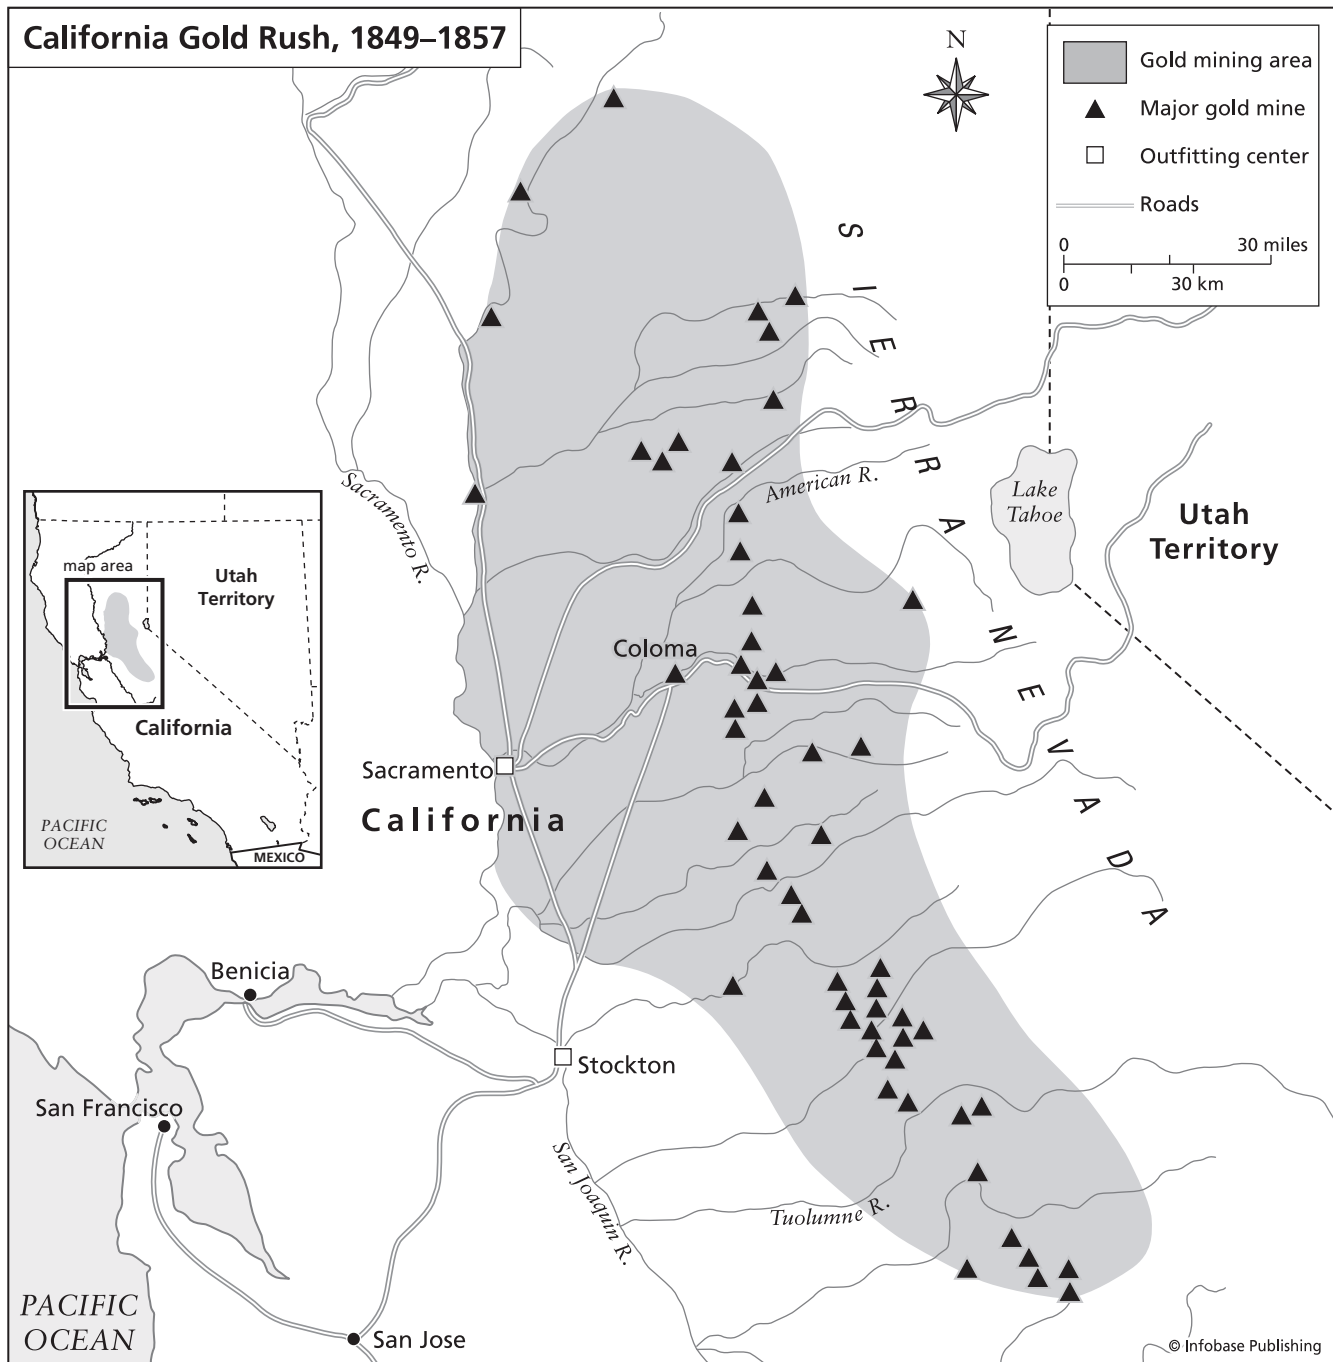 California Gold Rush, 1849–1857
N
Gold mining area
Major gold mine
Outfitting center
Roads
0 30 miles
0 30 km
SIERRA NEVADA
Sacramento R.
American R.
Lake
Tahoe
Utah
Territory
map area
Utah
Territory
California
PACIFIC
OCEAN
MEXICO
Coloma
Sacramento
California
Benicia
Stockton
San Francisco
San Joaquin R.
Tuolumne R.
PACIFIC
OCEAN
San Jose
© Infobase Publishing